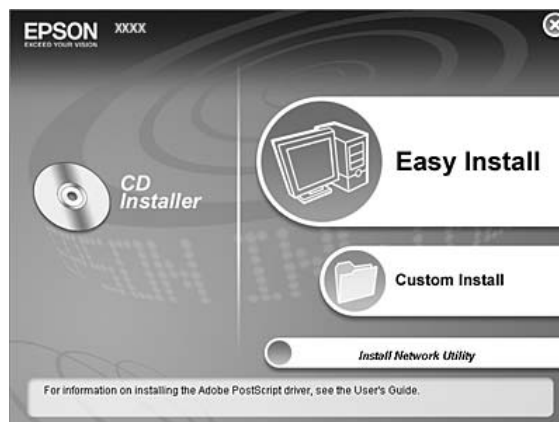 EPSON XXXX
EXCEED YOUR VISION
CD
Installer
Easy Install
Custom Install
Install Network Utility
For information on installing the Adobe PostScript driver, see the User's Guide.